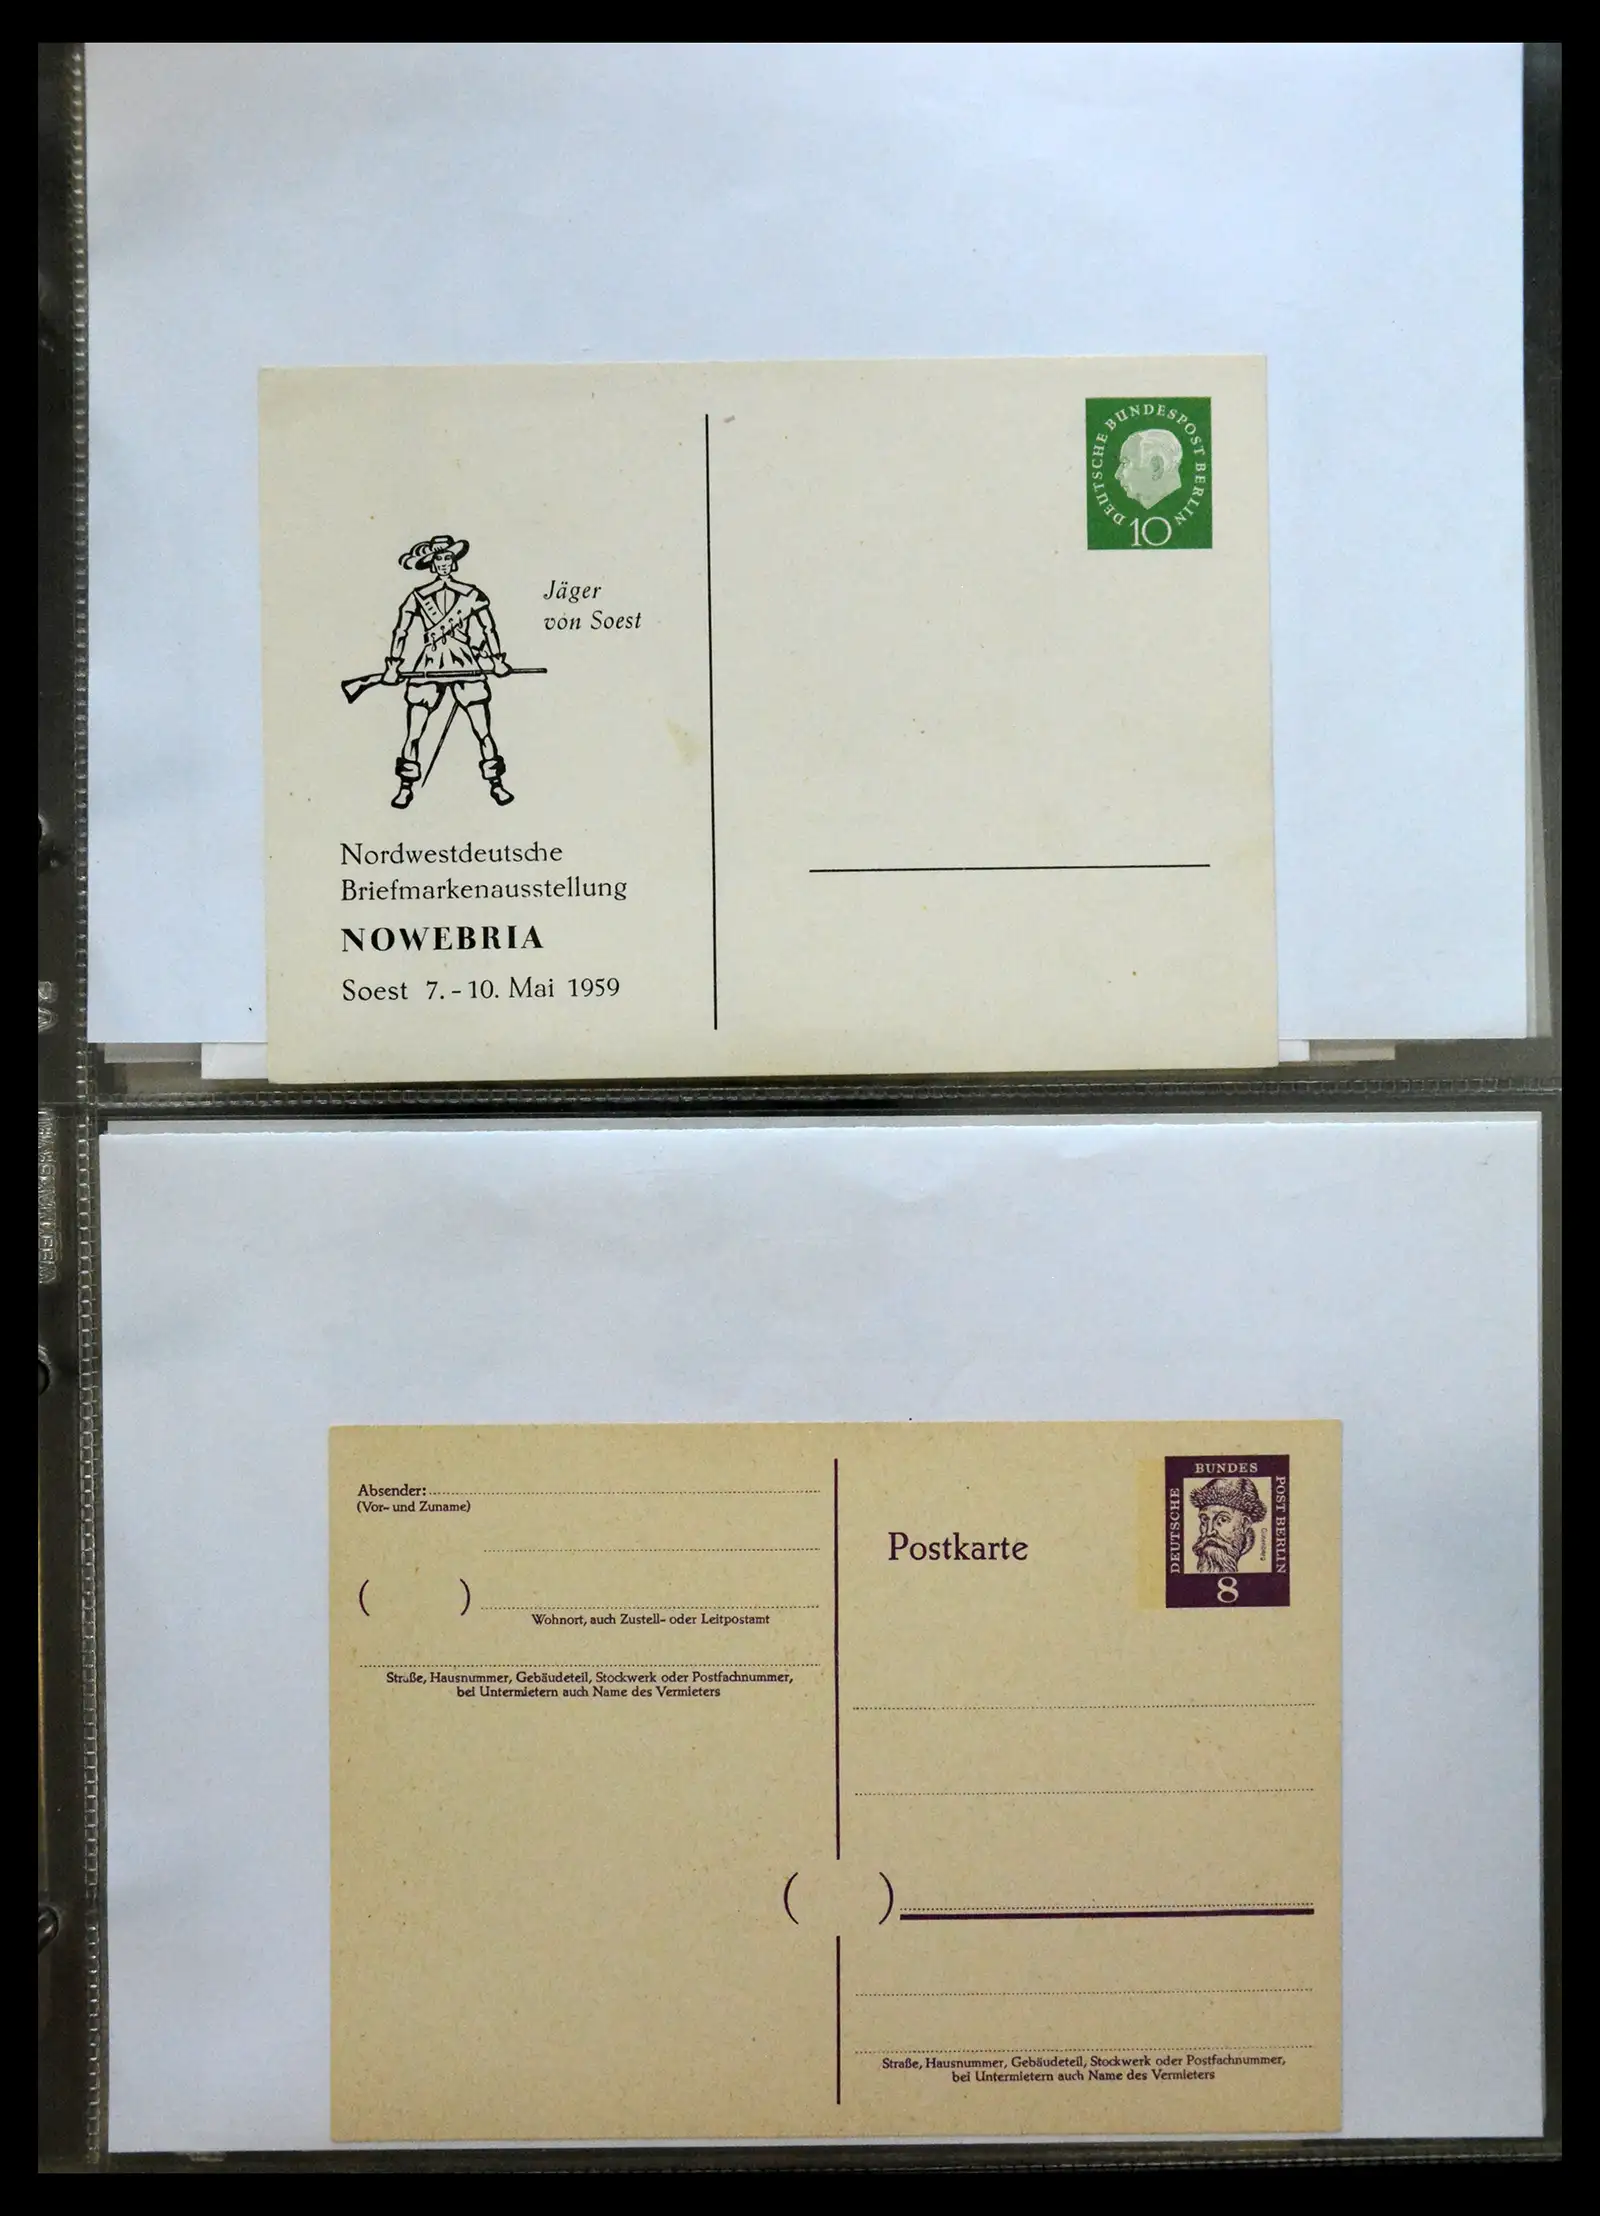 DEUTSCHE BUNDESPOST BERLIN
10
Jäger
von Soest
Nordwestdeutsche
Briefmarkenausstellung
NOWEBRIA
Soest 7. - 10. Mai 1959
Absender:
(Vor- und Zuname)
( )
Wohnort, auch Zustell- oder Leitpostamt
Straße, Hausnummer, Gebäudeteil, Stockwerk oder Postfachnummer,
bei Untermietern auch Name des Vermieters
Postkarte
DEUTSCHE
BUNDES
POST BERLIN
Gutenberg
8
( )
Straße, Hausnummer, Gebäudeteil, Stockwerk oder Postfachnummer,
bei Untermietern auch Name des Vermieters